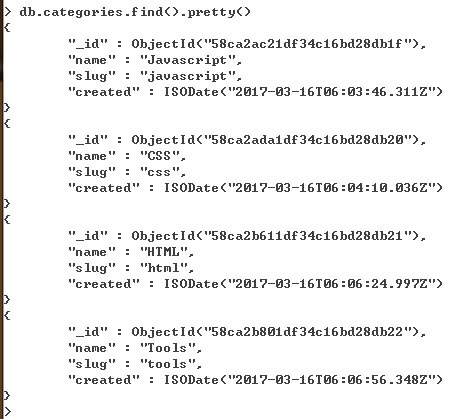 > db.categories.find().pretty()
{
"_id" : ObjectId("58ca2ac21df34c16bd28db1f"),
"name" : "Javascript",
"slug" : "javascript",
"created" : ISODate("2017-03-16T06:03:46.311Z")
}
{
"_id" : ObjectId("58ca2ada1df34c16bd28db20"),
"name" : "CSS",
"slug" : "css",
"created" : ISODate("2017-03-16T06:04:10.036Z")
}
{
"_id" : ObjectId("58ca2b611df34c16bd28db21"),
"name" : "HTML",
"slug" : "html",
"created" : ISODate("2017-03-16T06:06:24.997Z")
}
{
"_id" : ObjectId("58ca2b801df34c16bd28db22"),
"name" : "Tools",
"slug" : "tools",
"created" : ISODate("2017-03-16T06:06:56.348Z")
}
>